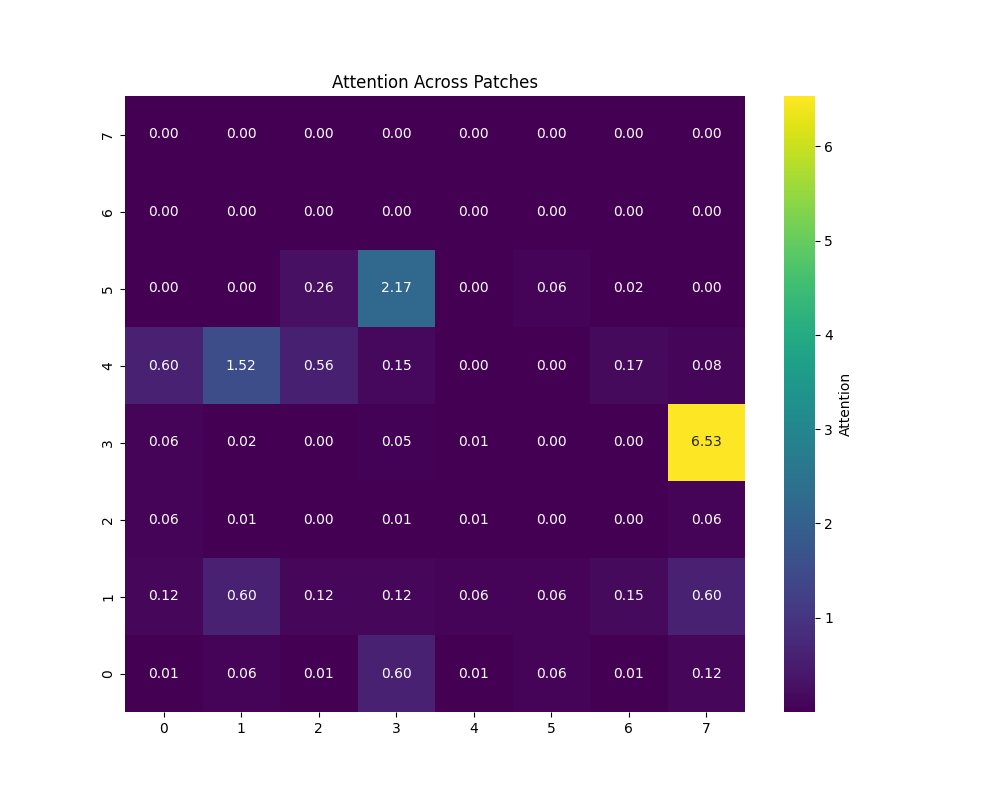 Attention Across Patches
7 0.00 0.00 0.00 0.00 0.00 0.00 0.00 0.00
6 0.00 0.00 0.00 0.00 0.00 0.00 0.00 0.00
5 0.00 0.00 0.26 2.17 0.00 0.06 0.02 0.00
4 0.60 1.52 0.56 0.15 0.00 0.00 0.17 0.08
3 0.06 0.02 0.00 0.05 0.01 0.00 0.00 6.53
2 0.06 0.01 0.00 0.01 0.01 0.00 0.00 0.06
1 0.12 0.60 0.12 0.12 0.06 0.06 0.15 0.60
0 0.01 0.06 0.01 0.60 0.01 0.06 0.01 0.12
0 1 2 3 4 5 6 7
6
5
4
3
2
1
Attention